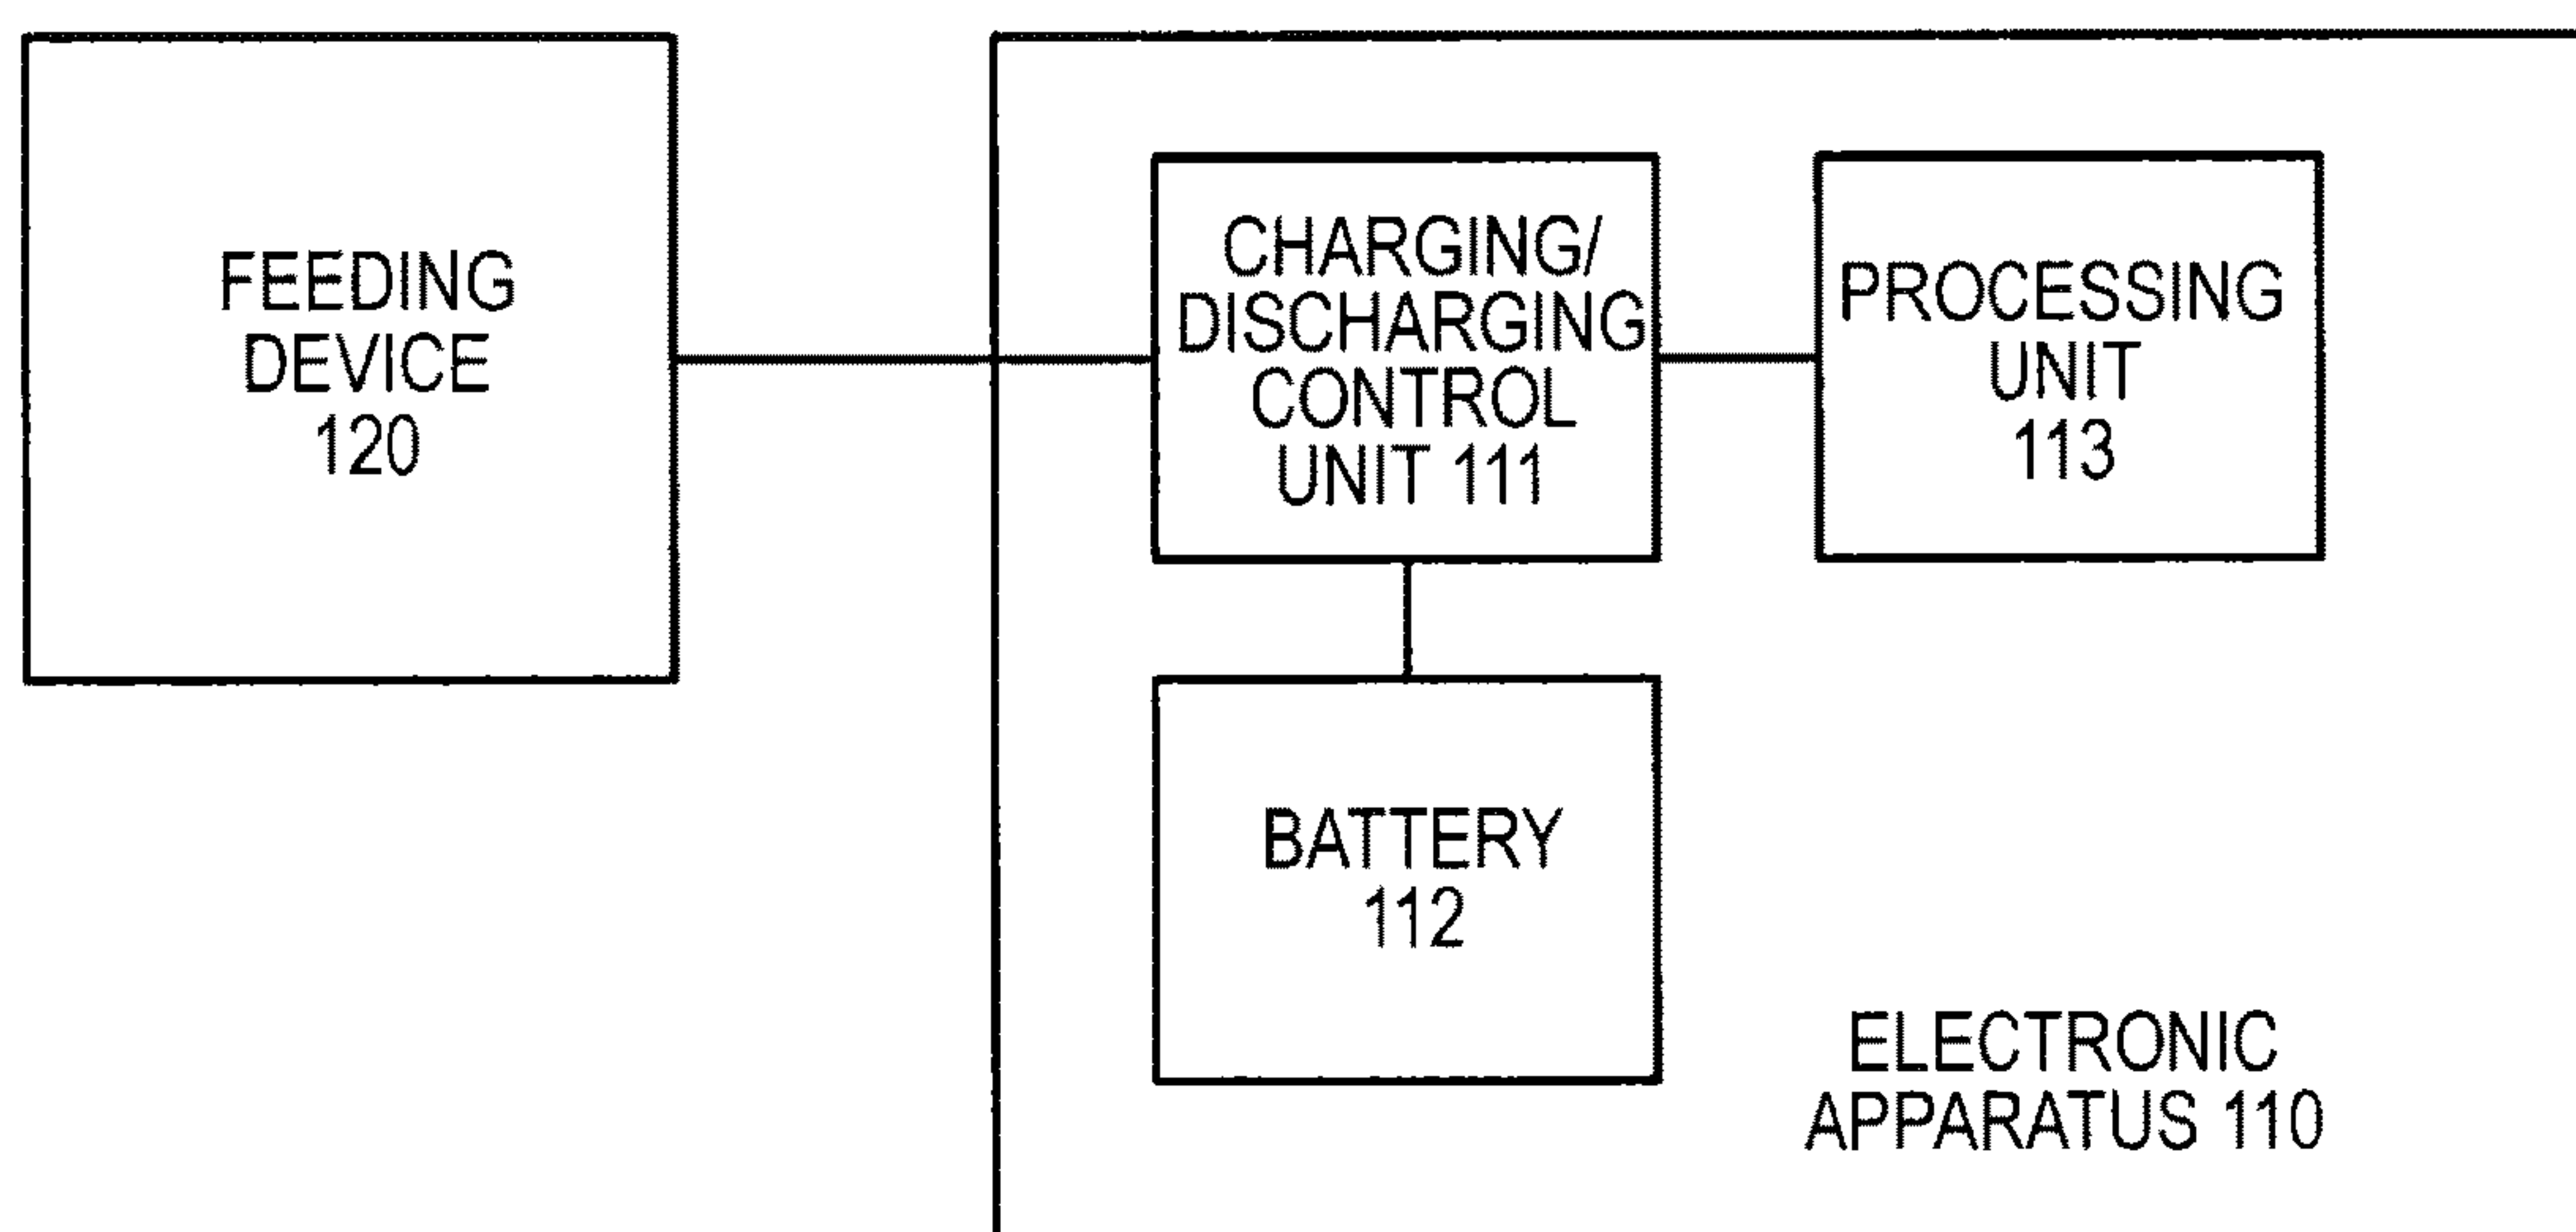 FEEDING
DEVICE
120
CHARGING/
DISCHARGING
CONTROL
UNIT 111
PROCESSING
UNIT
113
BATTERY
112
ELECTRONIC
APPARATUS 110